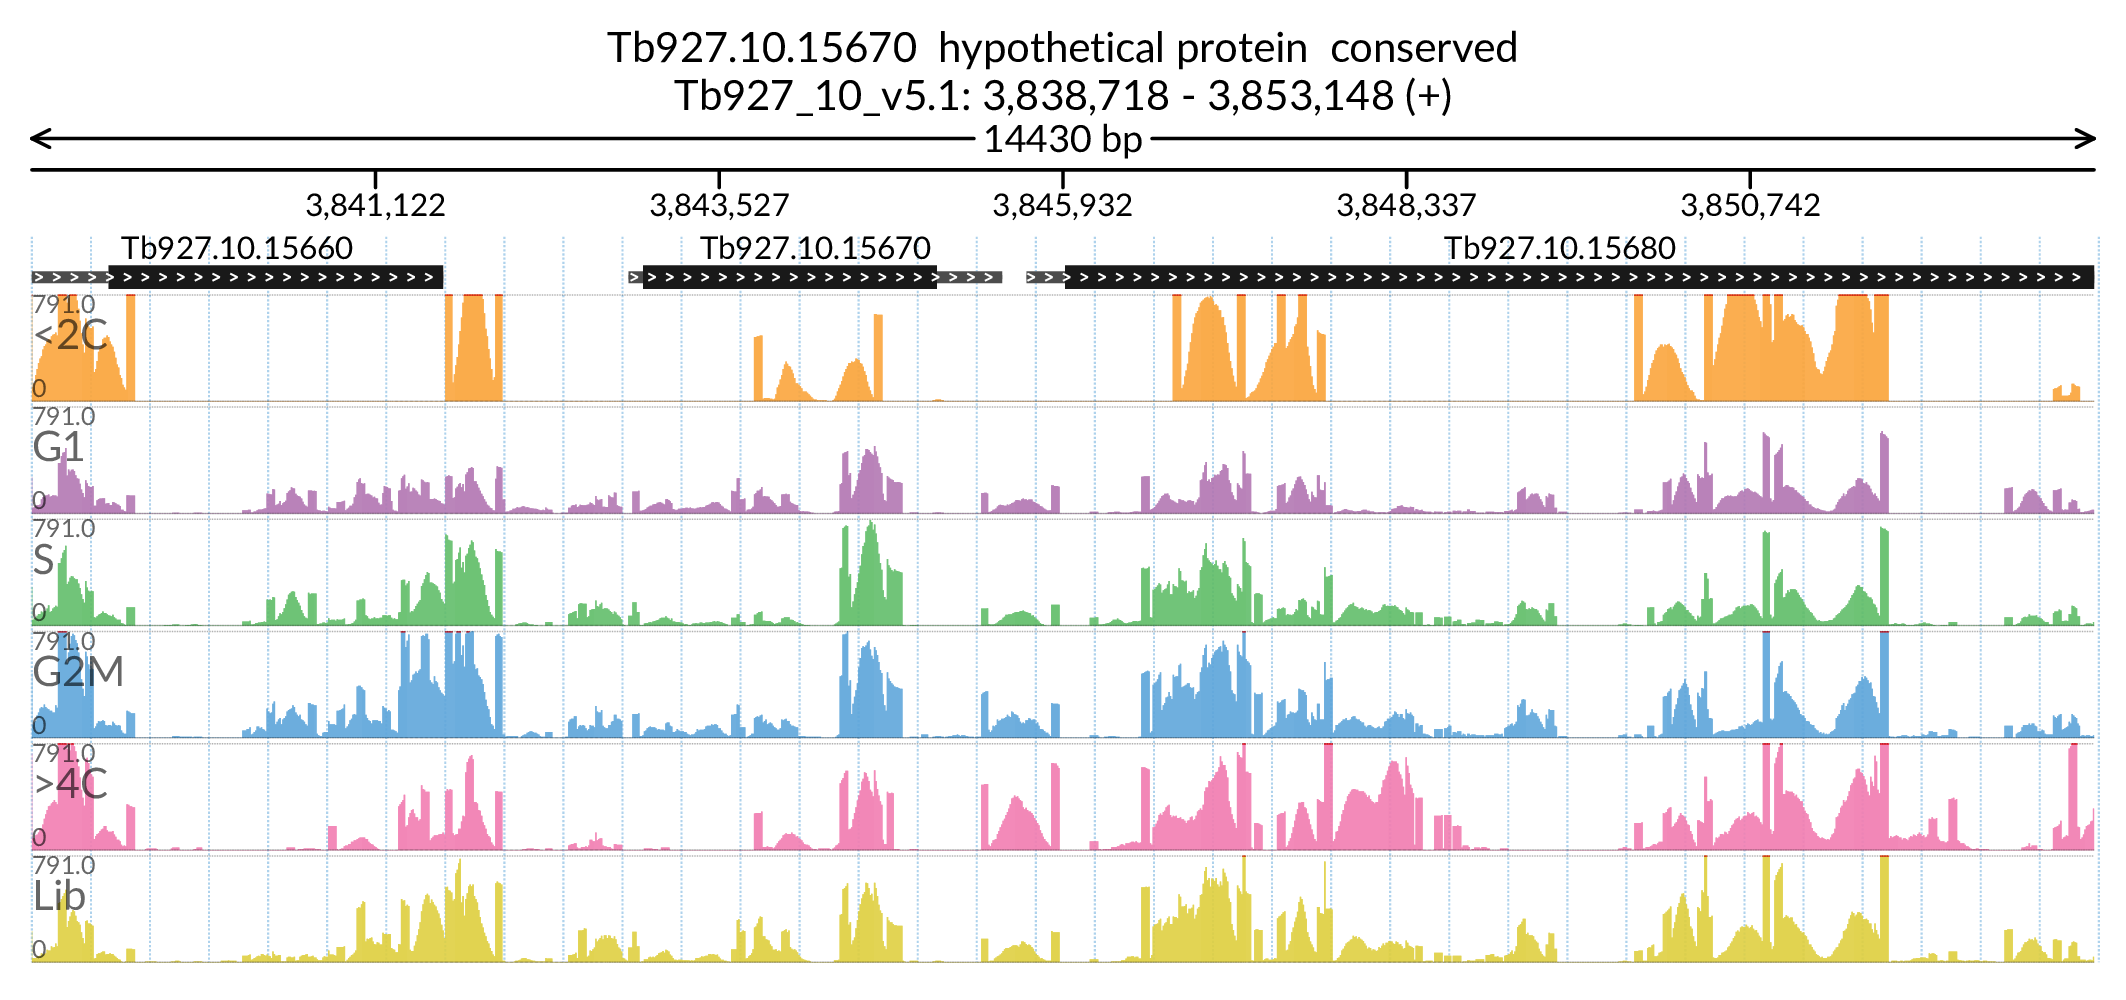 Tb927.10.15670  hypothetical protein  conserved
Tb927_10_v5.1: 3,838,718 - 3,853,148 (+)
14430 bp
3,841,122 3,843,527 3,845,932 3,848,337 3,850,742
Tb927.10.15660 Tb927.10.15670 Tb927.10.15680
791.0
<2C
0
791.0
G1
0
791.0
S
0
791.0
G2M
0
791.0
>4C
0
791.0
Lib
0